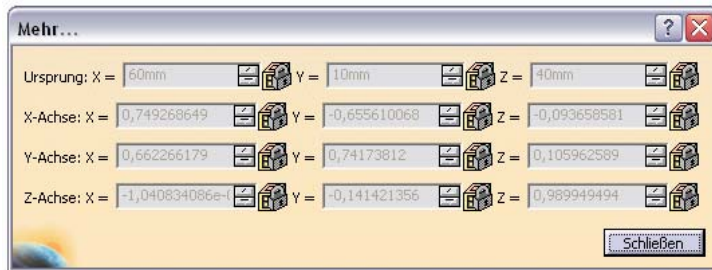 Mehr...
Ursprung: X = 60mm Y = 10mm Z = 40mm
X-Achse: X = 0,749268649 Y = -0,655610068 Z = -0,093658581
Y-Achse: X = 0,662266179 Y = 0,74173812 Z = 0,105962589
Z-Achse: X = -1,040834086e-( Y = -0,141421356 Z = 0,989949494
Schließen